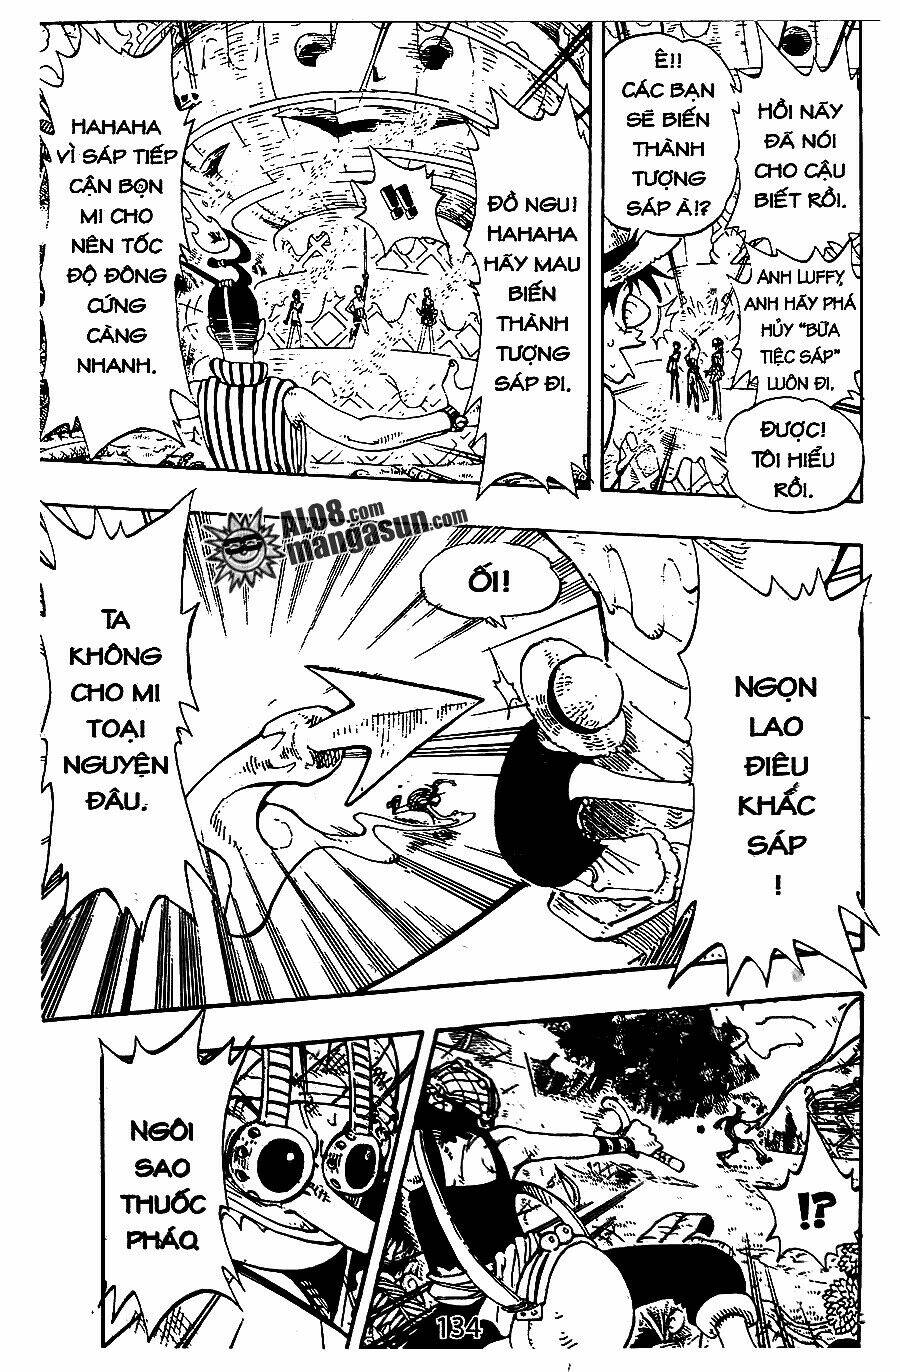 Ê!!
CÁC BẠN
SẼ BIẾN
THÀNH
TƯỢNG
SÁP À!?
HỒI NÃY
ĐÃ NÓI
CHO CẬU
BIẾT RỒI.
ANH LUFFY,
ANH HÃY PHÁ
HỦY "BỮA
TIỆC SÁP"
LUÔN ĐI.
ĐƯỢC!
TÔI HIỂU
RỒI.
!!
ĐỒ NGU!
HAHAHA
HÃY MAU
BIẾN
THÀNH
TƯỢNG
SÁP ĐI.
HAHAHA
VÌ SÁP TIẾP
CẬN BỌN
MI CHO
NÊN TỐC
ĐỘ ĐÔNG
CỨNG
CÀNG
NHANH.
AL08.com
mangasun.com
NGỌN
LAO
ĐIÊU
KHẮC
SÁP
!
ỐI!
TA
KHÔNG
CHO MI
TOẠI
NGUYỆN
ĐÂU.
!?
NGÔI
SAO
THUỐC
PHÁO.
134